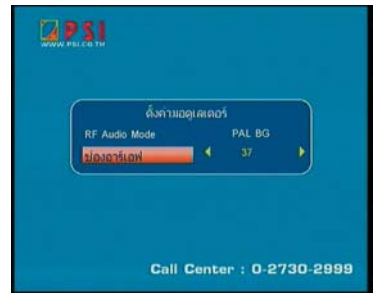 PSI
WWW.PSI.CO.TH
ตั้งค่ามอดูเลเตอร์
RF Audio Mode PAL BG
ช่องอาร์เอฟ 37
Call Center : 0-2730-2999